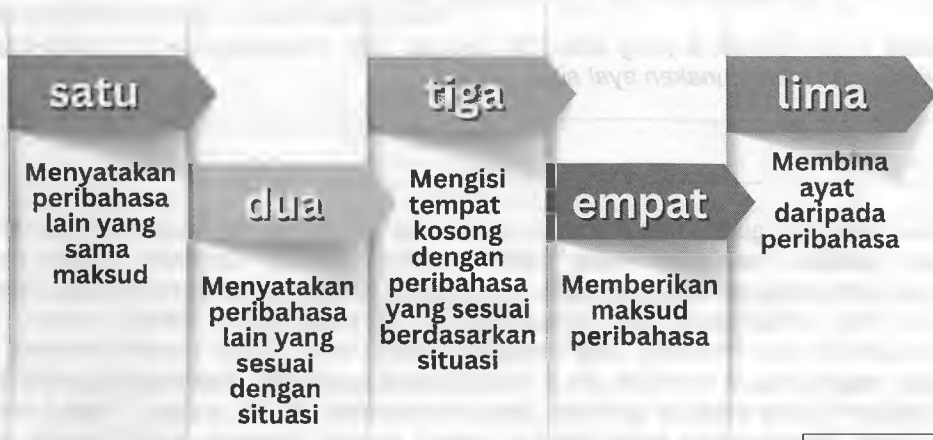 satu
Menyatakan
peribahasa
lain yang
sama
maksud
dua
Menyatakan
peribahasa
lain yang
sesuai
dengan
situasi
tiga
Mengisi
tempat
kosong
dengan
peribahasa
yang sesuai
berdasarkan
situasi
empat
Memberikan
maksud
peribahasa
lima
Membina
ayat
daripada
peribahasa